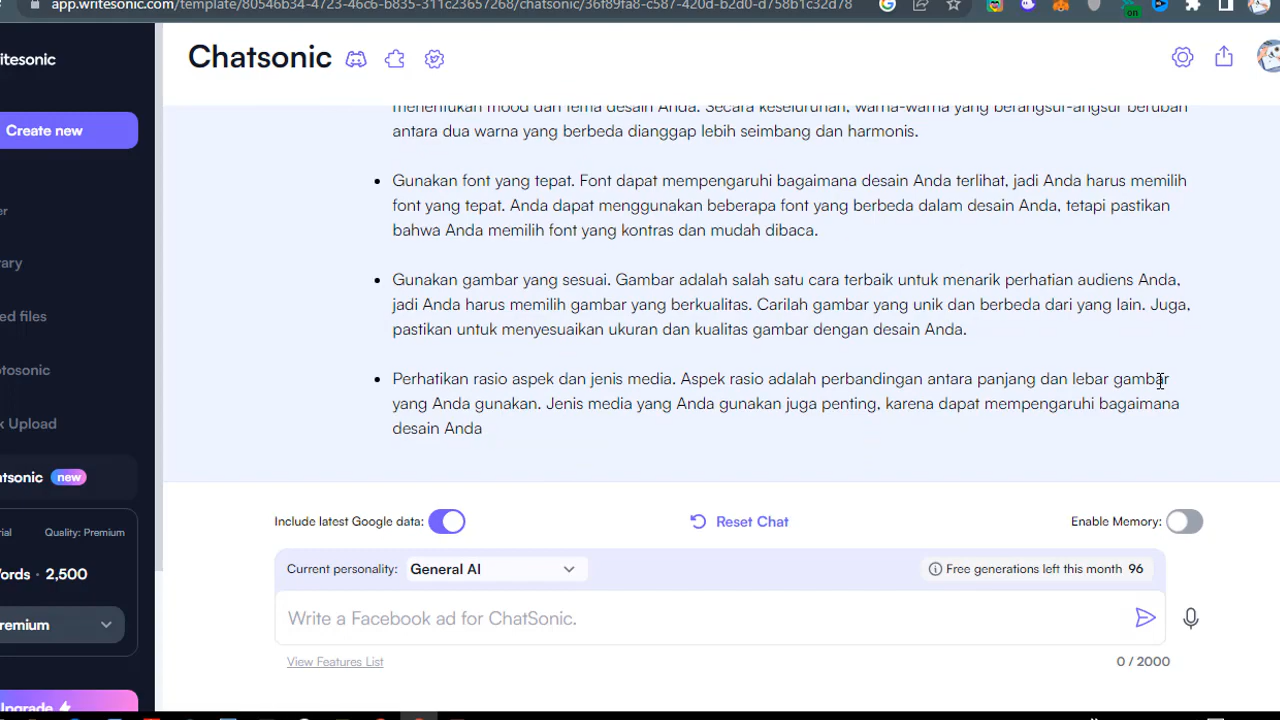 app.writesonic.com/template/80546b34-4723-46c6-b835-311c23657268/chatsonic/36f89fa8-c587-420d-b2d0-d758b1c32d78
on
itesonic
Chatsonic
Create new
er
rary
ed files
otosonic
k Upload
tsonic new
rial Quality: Premium
Words · 2,500
remium
Upgrade
menentukan mood dan tema desain Anda. Secara keseluruhan, warna-warna yang berangsur-angsur berubah
antara dua warna yang berbeda dianggap lebih seimbang dan harmonis.
• Gunakan font yang tepat. Font dapat mempengaruhi bagaimana desain Anda terlihat, jadi Anda harus memilih
font yang tepat. Anda dapat menggunakan beberapa font yang berbeda dalam desain Anda, tetapi pastikan
bahwa Anda memilih font yang kontras dan mudah dibaca.
• Gunakan gambar yang sesuai. Gambar adalah salah satu cara terbaik untuk menarik perhatian audiens Anda,
jadi Anda harus memilih gambar yang berkualitas. Carilah gambar yang unik dan berbeda dari yang lain. Juga,
pastikan untuk menyesuaikan ukuran dan kualitas gambar dengan desain Anda.
• Perhatikan rasio aspek dan jenis media. Aspek rasio adalah perbandingan antara panjang dan lebar gambar
yang Anda gunakan. Jenis media yang Anda gunakan juga penting, karena dapat mempengaruhi bagaimana
desain Anda
Include latest Google data:
Reset Chat
Enable Memory:
Current personality: General AI
Free generations left this month 96
Write a Facebook ad for ChatSonic.
View Features List
0 / 2000